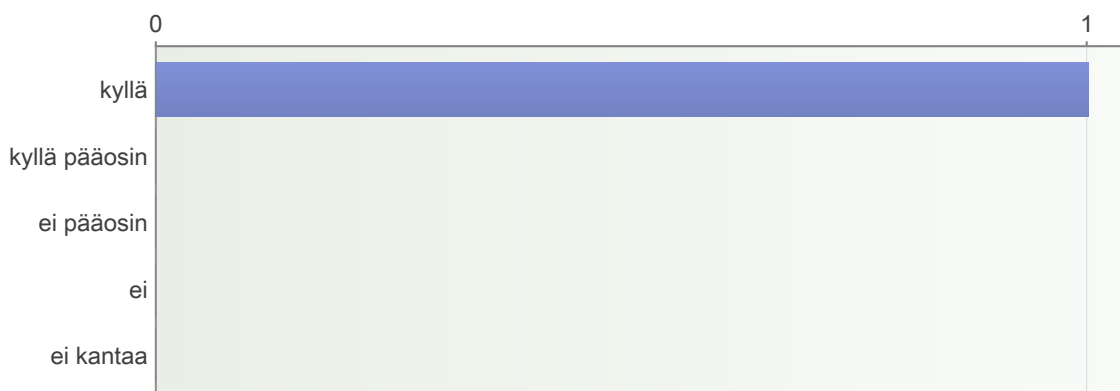 0 1
kyllä
kyllä pääosin
ei pääosin
ei
ei kantaa